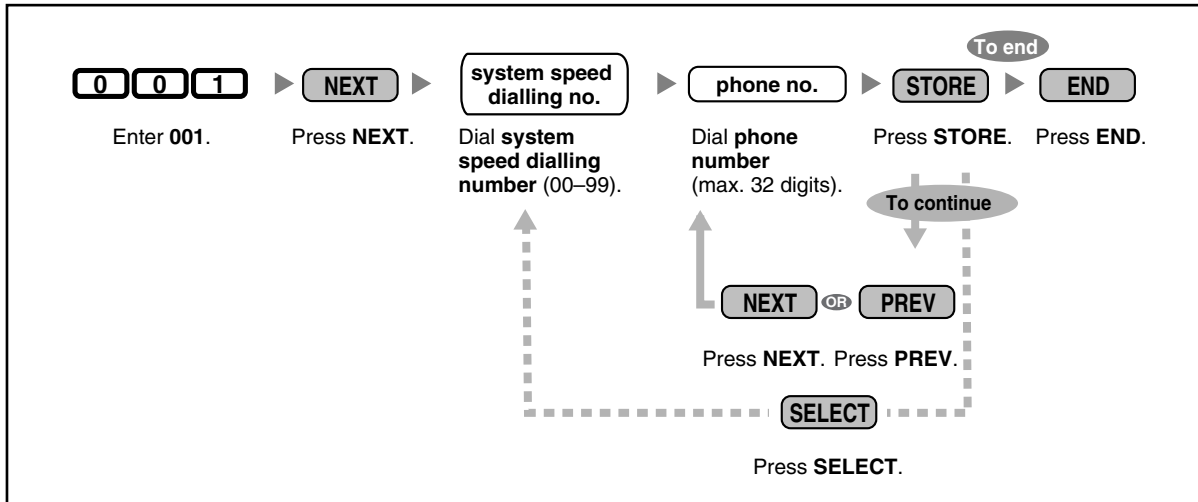 To end
0 0 1 NEXT system speed dialling no. phone no. STORE END
Enter 001. Press NEXT. Dial system speed dialling number (00–99). Dial phone number (max. 32 digits). Press STORE. Press END.
To continue
NEXT OR PREV
Press NEXT. Press PREV.
SELECT
Press SELECT.